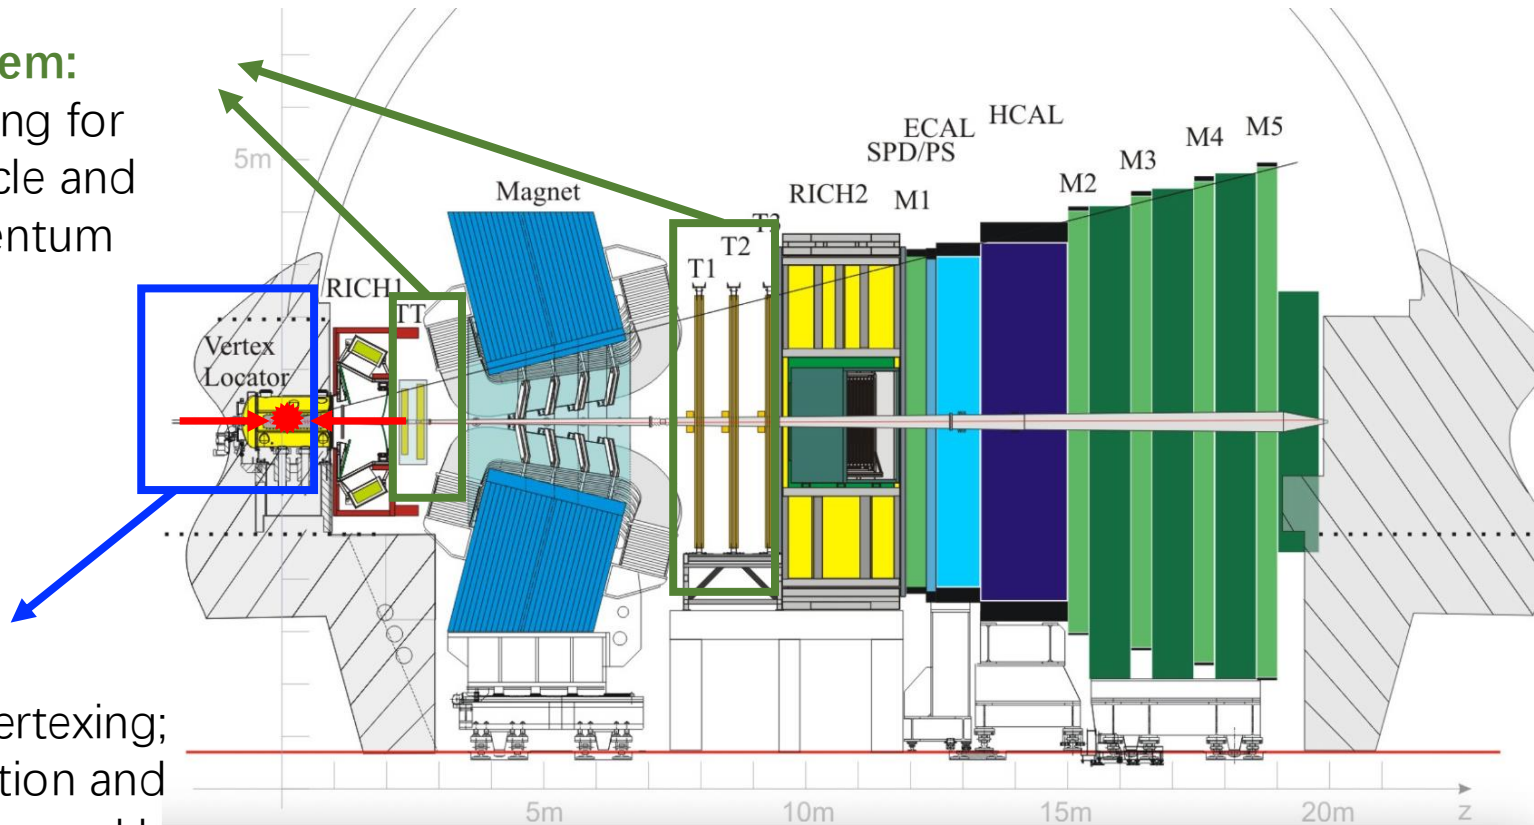 em:
ng for
cle and
entum
5m
Magnet
RICH1
TT
Vertex
Locator
T1
T2
T3
RICH2
M1
SPD/PS
ECAL
HCAL
M2
M3
M4
M5
ertexing;
tion and
5m
10m
15m
20m
z